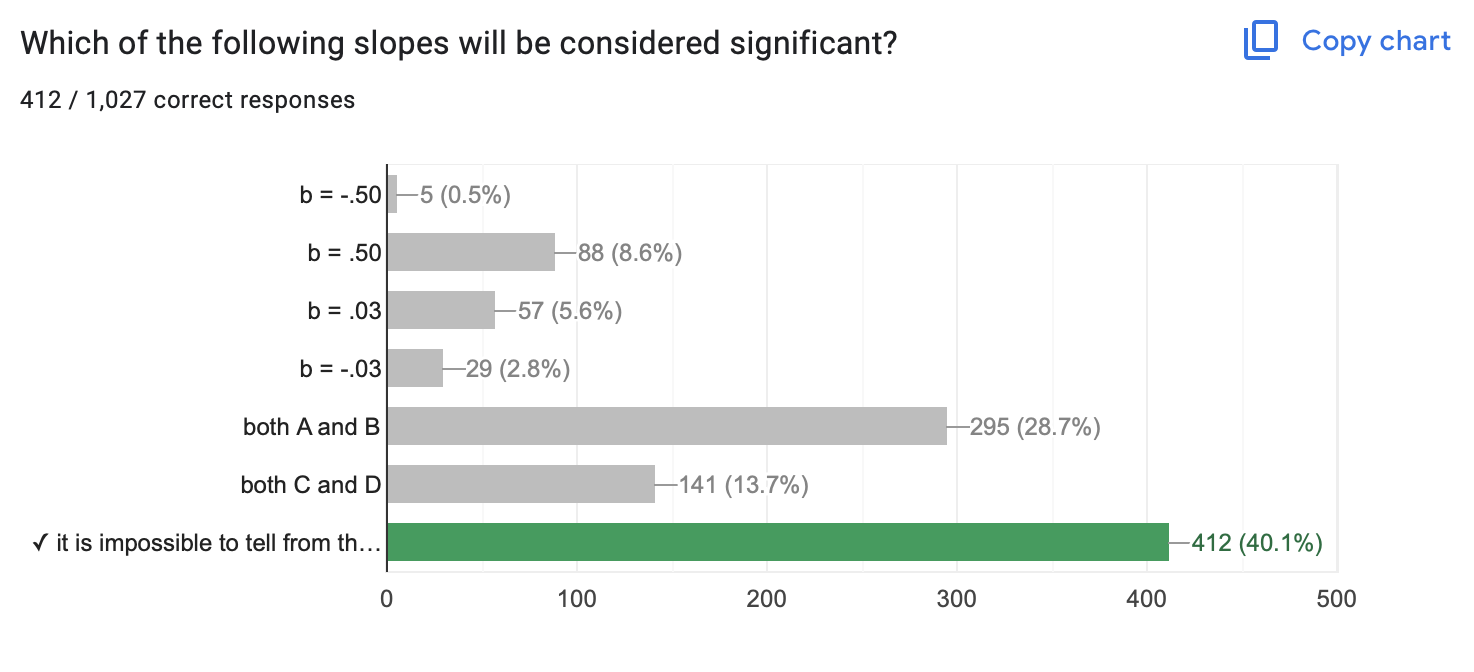 Which of the following slopes will be considered significant?
Copy chart
412 / 1,027 correct responses
b = -.50 5 (0.5%)
b = .50 88 (8.6%)
b = .03 57 (5.6%)
b = -.03 29 (2.8%)
both A and B 295 (28.7%)
both C and D 141 (13.7%)
✓ it is impossible to tell from th… 412 (40.1%)
0 100 200 300 400 500